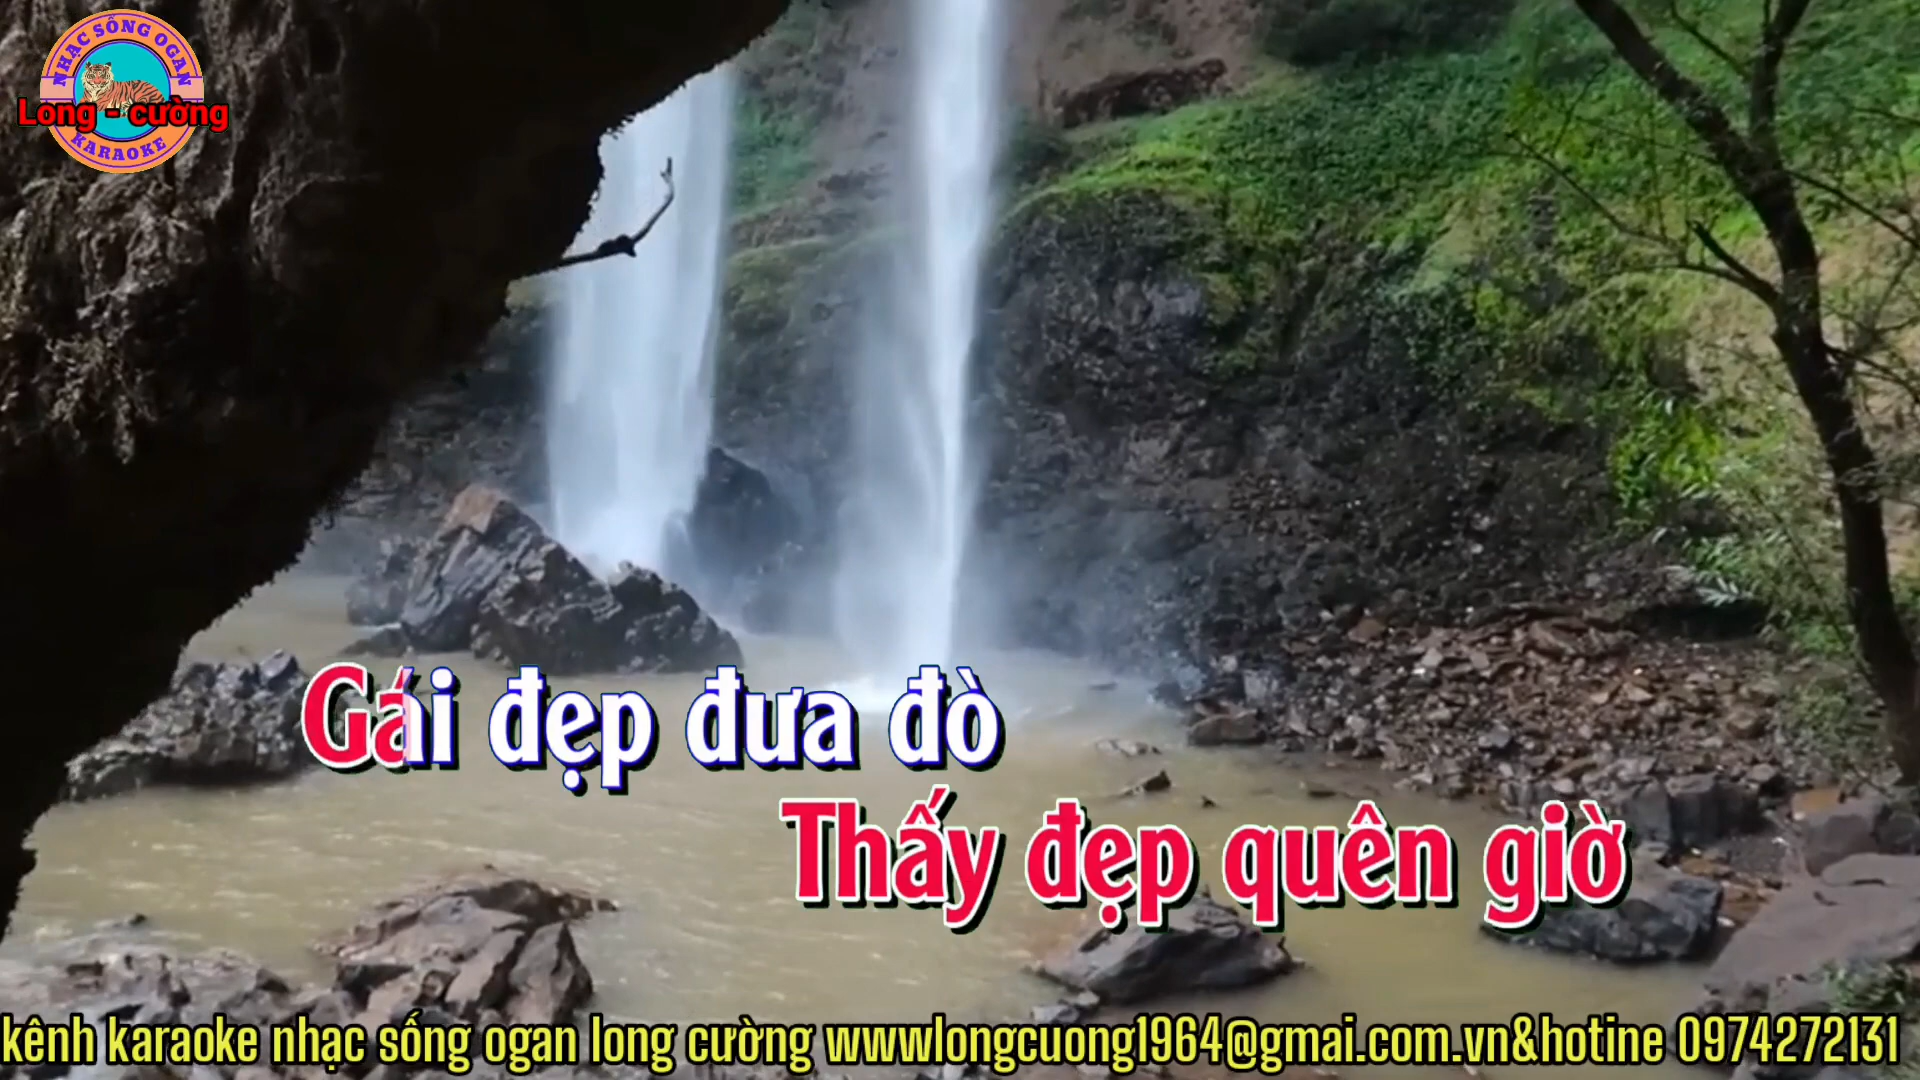 NHẠC SỐNG OGAN
Long - cường
KARAOKE
Gái đẹp đưa đò
Thấy đẹp quên giờ
kênh karaoke nhạc sống ogan long cường wwwlongcuong1964@gmai.com.vn&hotine 0974272131